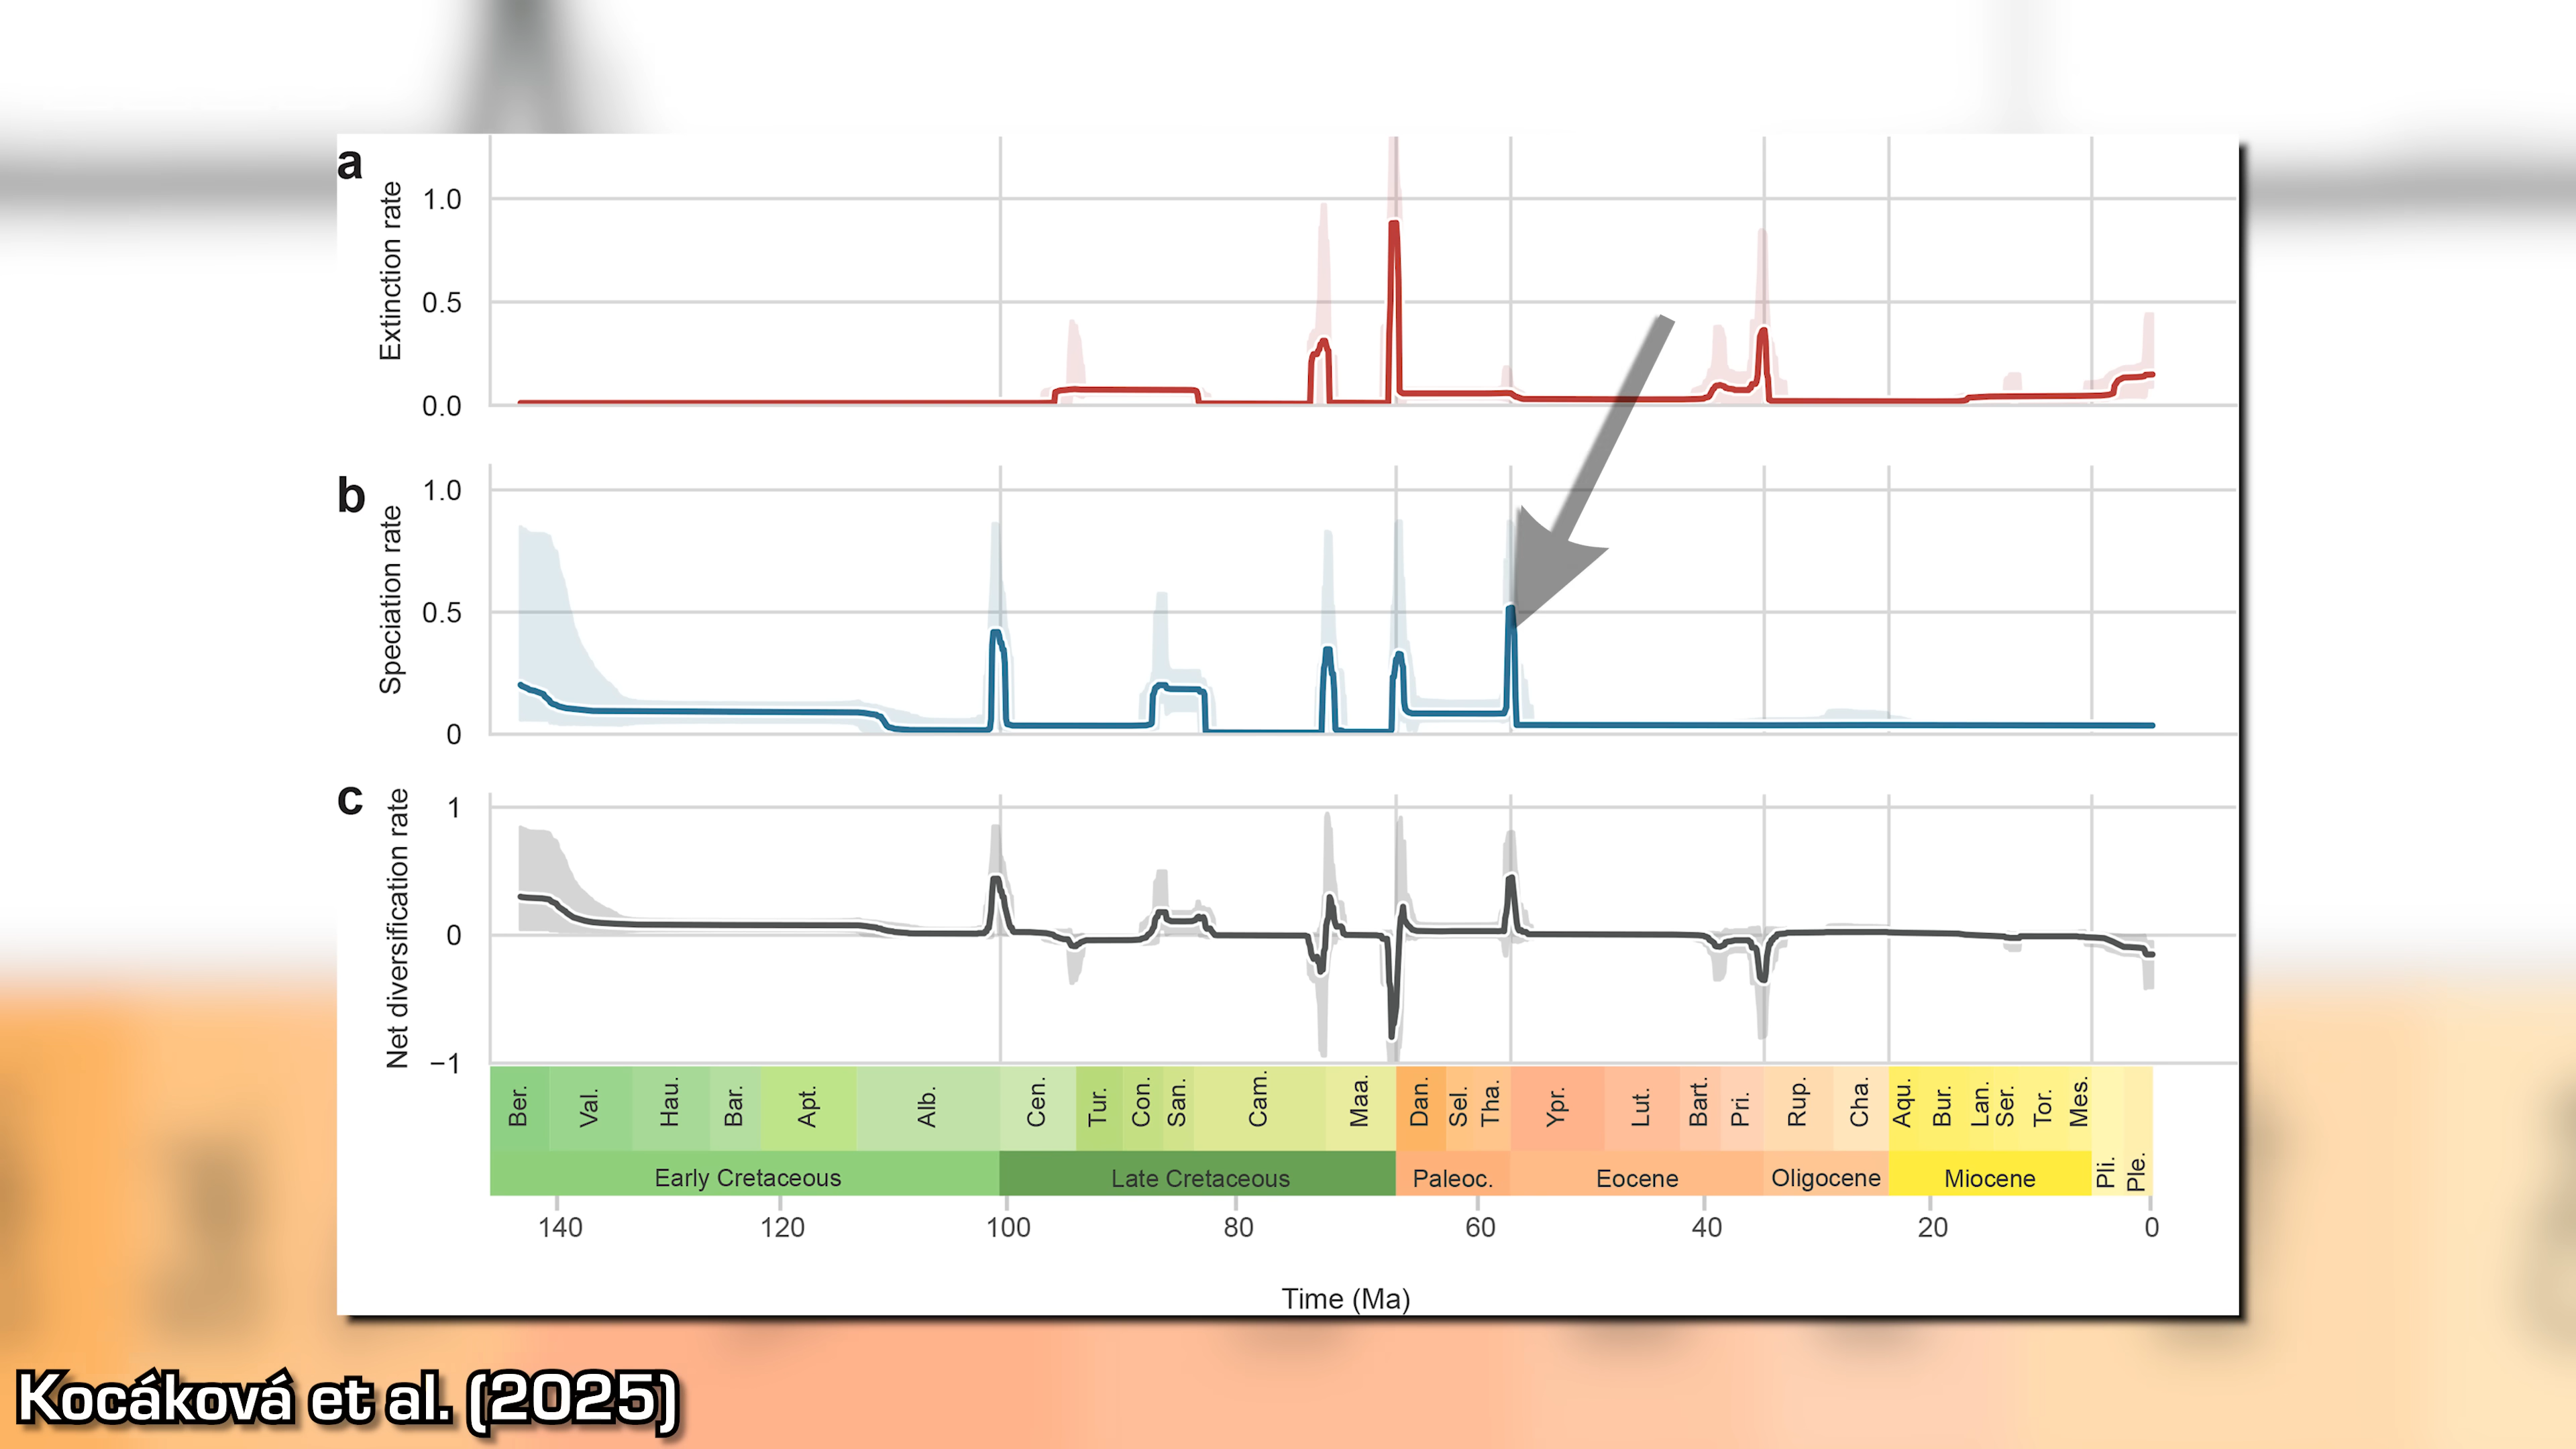 a
Extinction rate
1.0
0.5
0.0
b
Speciation rate
1.0
0.5
0
c
Net diversification rate
1
0
−1
Ber. Val. Hau. Bar. Apt. Alb. Cen. Tur. Con. San. Cam. Maa. Dan. Sel. Tha. Ypr. Lut. Bart. Pri. Rup. Cha. Aqu. Bur. Lan. Ser. Tor. Mes.
Early Cretaceous Late Cretaceous Paleoc. Eocene Oligocene Miocene Pli. Ple.
140 120 100 80 60 40 20 0
Time (Ma)
Kocáková et al. (2025)